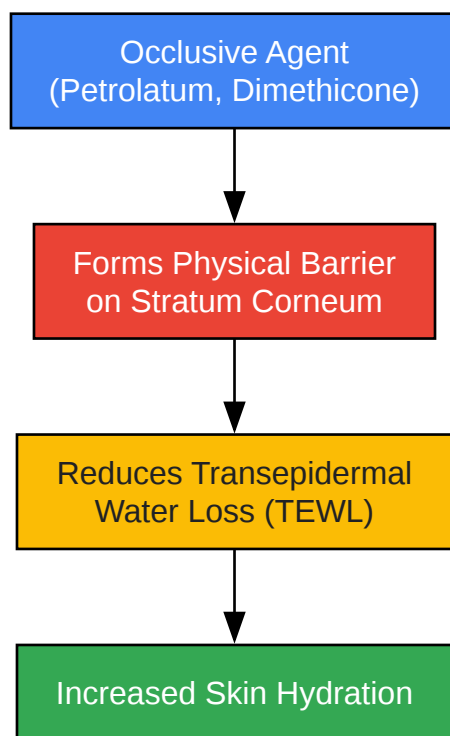 Occlusive Agent
(Petrolatum, Dimethicone)
Forms Physical Barrier
on Stratum Corneum
Reduces Transepidermal
Water Loss (TEWL)
Increased Skin Hydration